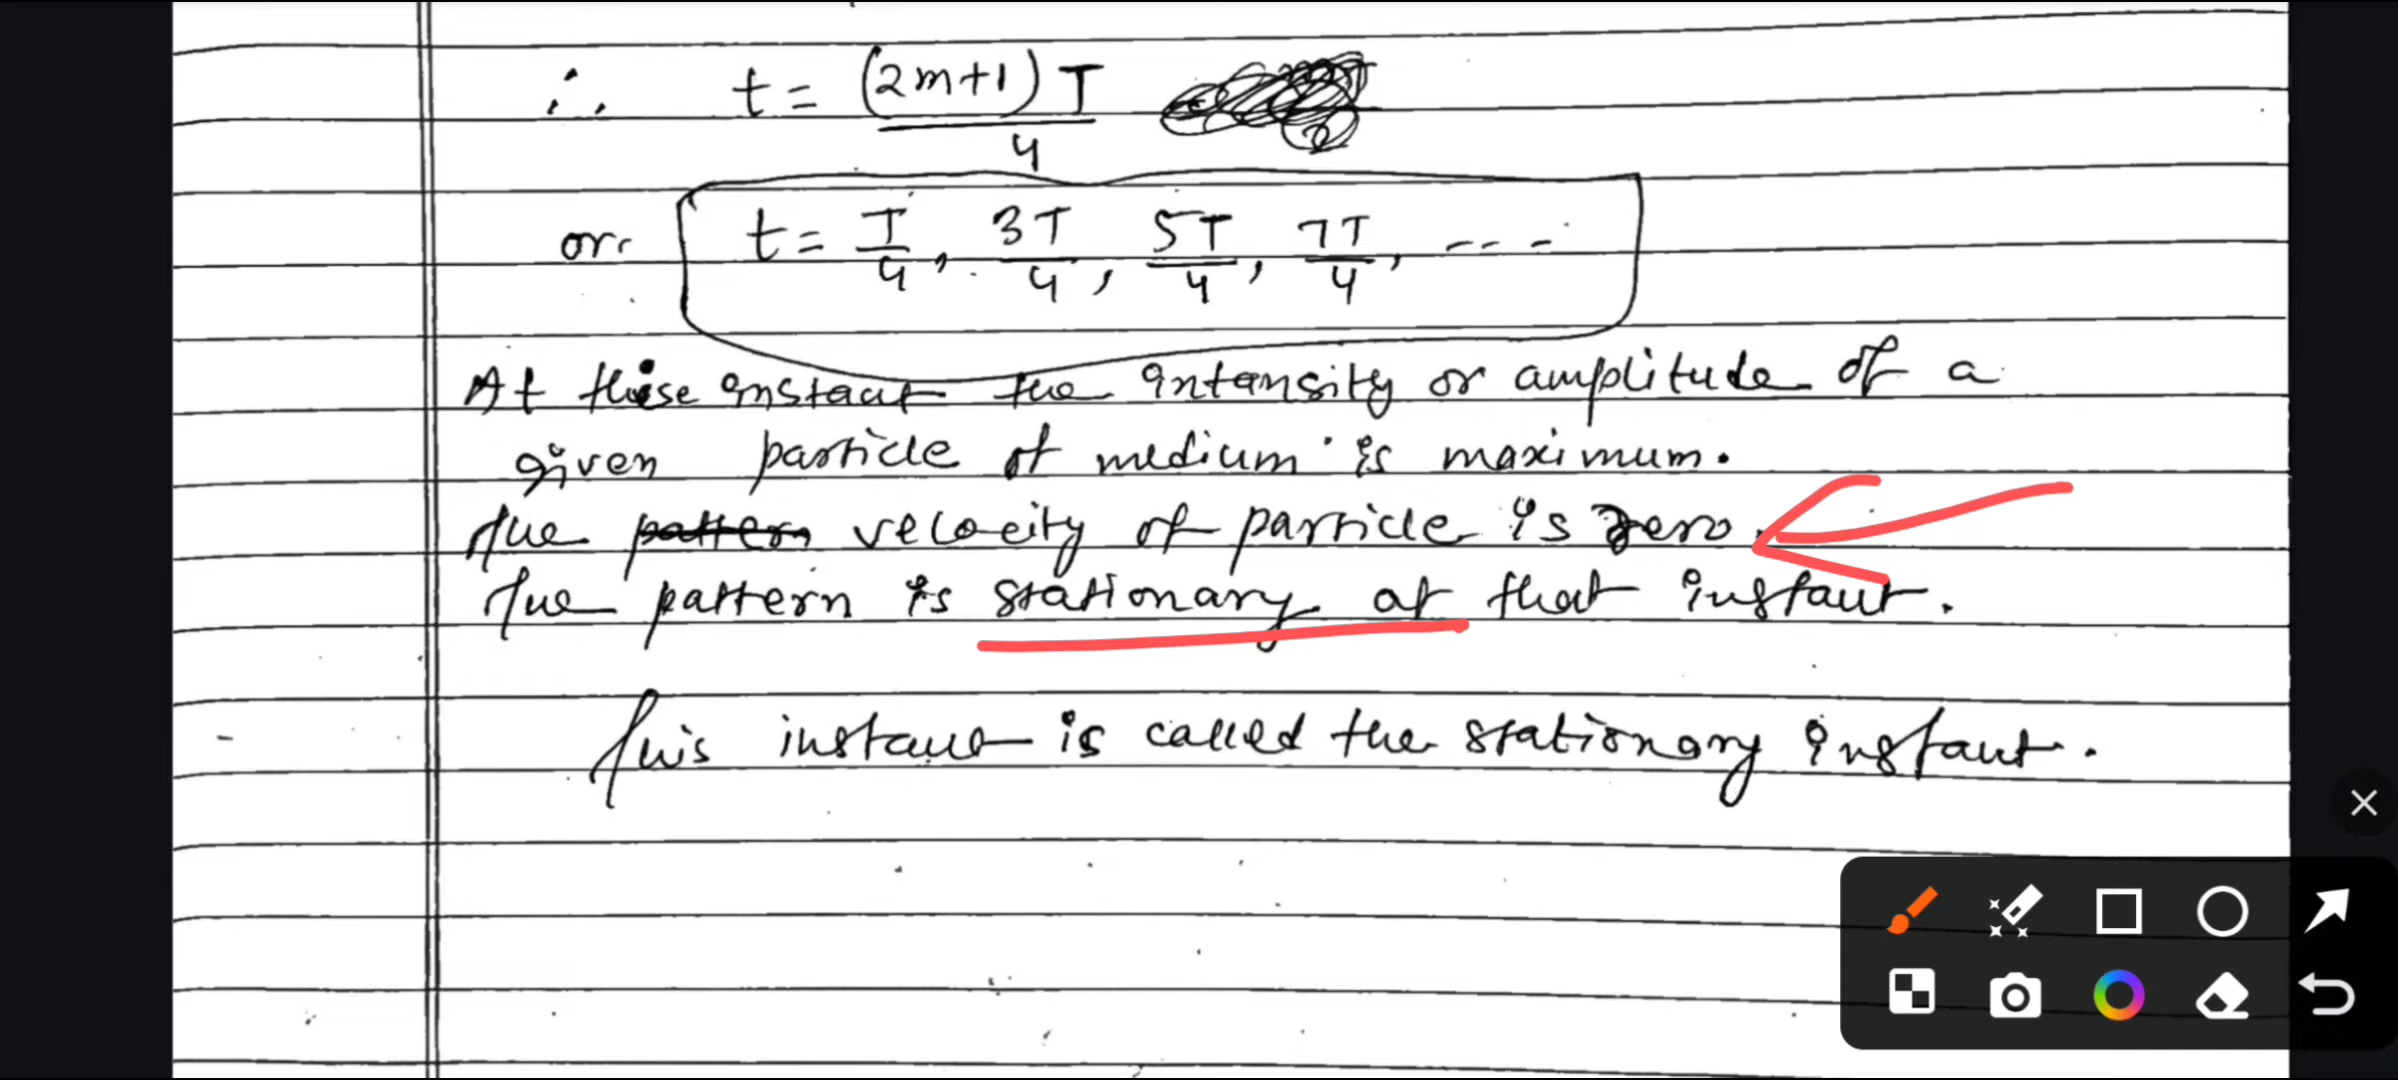 ∴ t = (2m+1)T / 4
or. t = T/4, 3T/4, 5T/4, 7T/4, ----
At these instant the intensity or amplitude of a
given particle of medium is maximum.
The pattern velocity of particle is zero.
The pattern is stationary at that instant.
This instant is called the stationary instant.